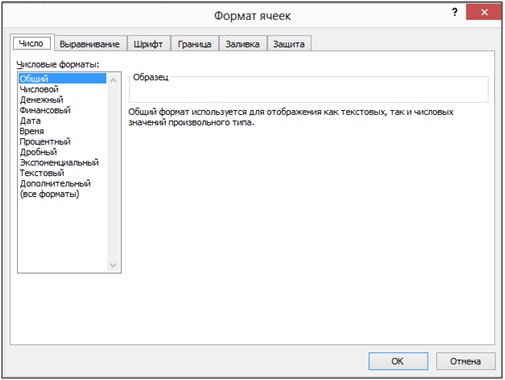 Формат ячеек
?
Число Выравнивание Шрифт Граница Заливка Защита
Числовые форматы:
Общий
Числовой
Денежный
Финансовый
Дата
Время
Процентный
Дробный
Экспоненциальный
Текстовый
Дополнительный
(все форматы)
Образец
Общий формат используется для отображения как текстовых, так и числовых
значений произвольного типа.
ОК Отмена